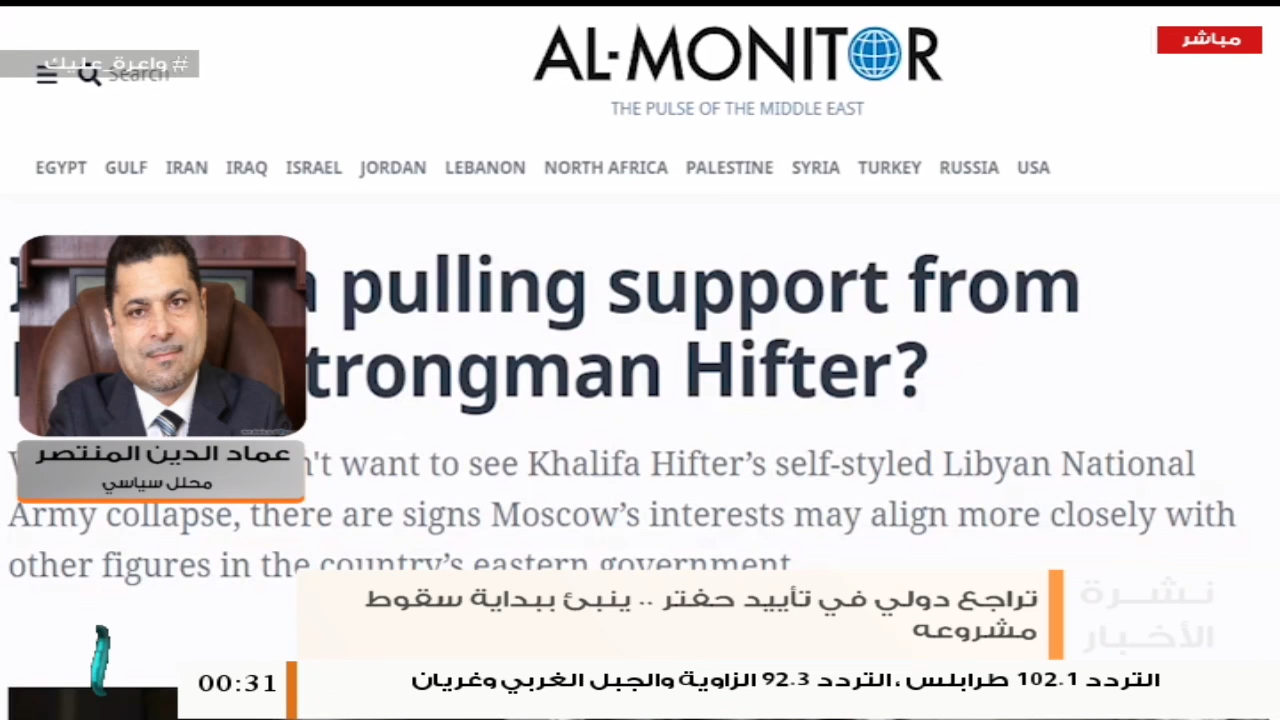 AL-MONITOR
مباشر
#واعرة_عليك
Search
THE PULSE OF THE MIDDLE EAST
EGYPT GULF IRAN IRAQ ISRAEL JORDAN LEBANON NORTH AFRICA PALESTINE SYRIA TURKEY RUSSIA USA
pulling support from
trongman Hifter?
n't want to see Khalifa Hifter's self-styled Libyan National
Army collapse, there are signs Moscow's interests may align more closely with
other figures in the country's eastern government
عماد الدين المنتصر
محلل سياسي
نشرة
الأخبار
تراجع دولي في تأييد حفتر .. ينبئ ببداية سقوط
مشروعه
00:31
التردد 102.1 طرابلس ،التردد 92.3 الزاوية والجبل الغربي وغريان